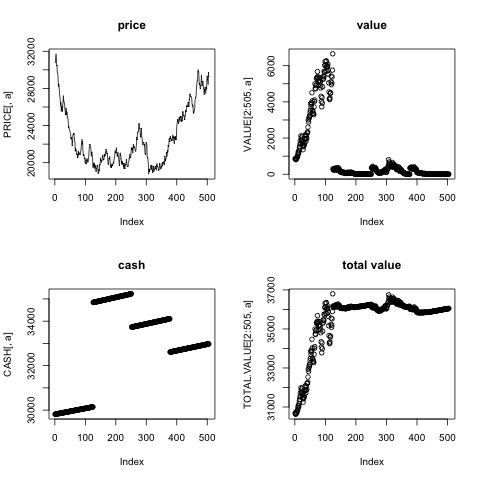 price
PRICE[, a]
20000 24000 28000 32000
0 100 200 300 400 500
Index
value
VALUE[2:505, a]
0 2000 4000 6000
0 100 200 300 400 500
Index
cash
CASH[, a]
30000 32000 34000
0 100 200 300 400 500
Index
total value
TOTAL.VALUE[2:505, a]
31000 33000 35000 37000
0 100 200 300 400 500
Index